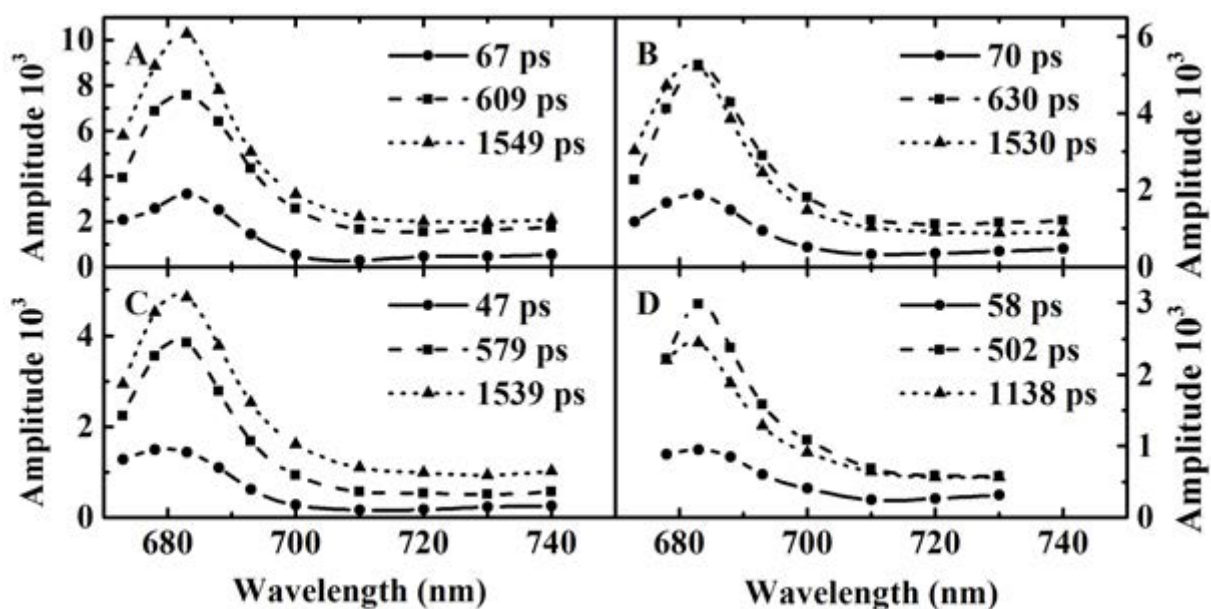 A
67 ps
609 ps
1549 ps
B
70 ps
630 ps
1530 ps
C
47 ps
579 ps
1539 ps
D
58 ps
502 ps
1138 ps
Amplitude 10³
10
8
6
4
2
0
Amplitude 10³
6
5
4
3
2
1
0
Amplitude 10³
4
2
0
Amplitude 10³
3
2
1
0
680 700 720 740
680 700 720 740
Wavelength (nm)
Wavelength (nm)